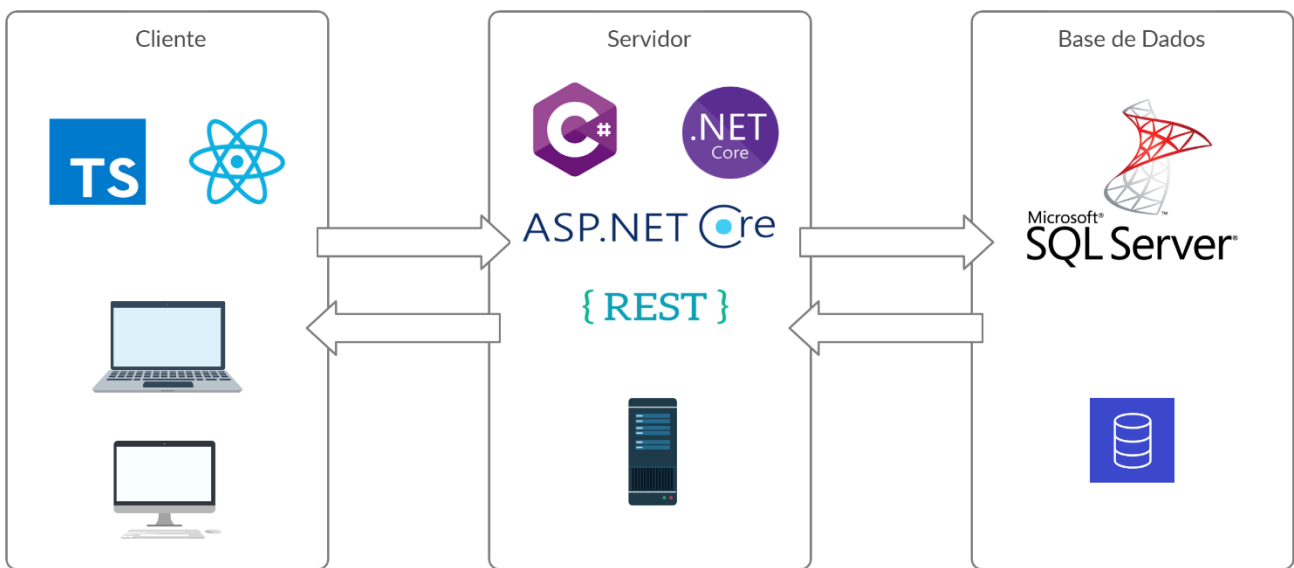 Cliente
Servidor
Base de Dados
TS
C#
.NET
Core
ASP.NET Core
{ REST }
Microsoft®
SQL Server®